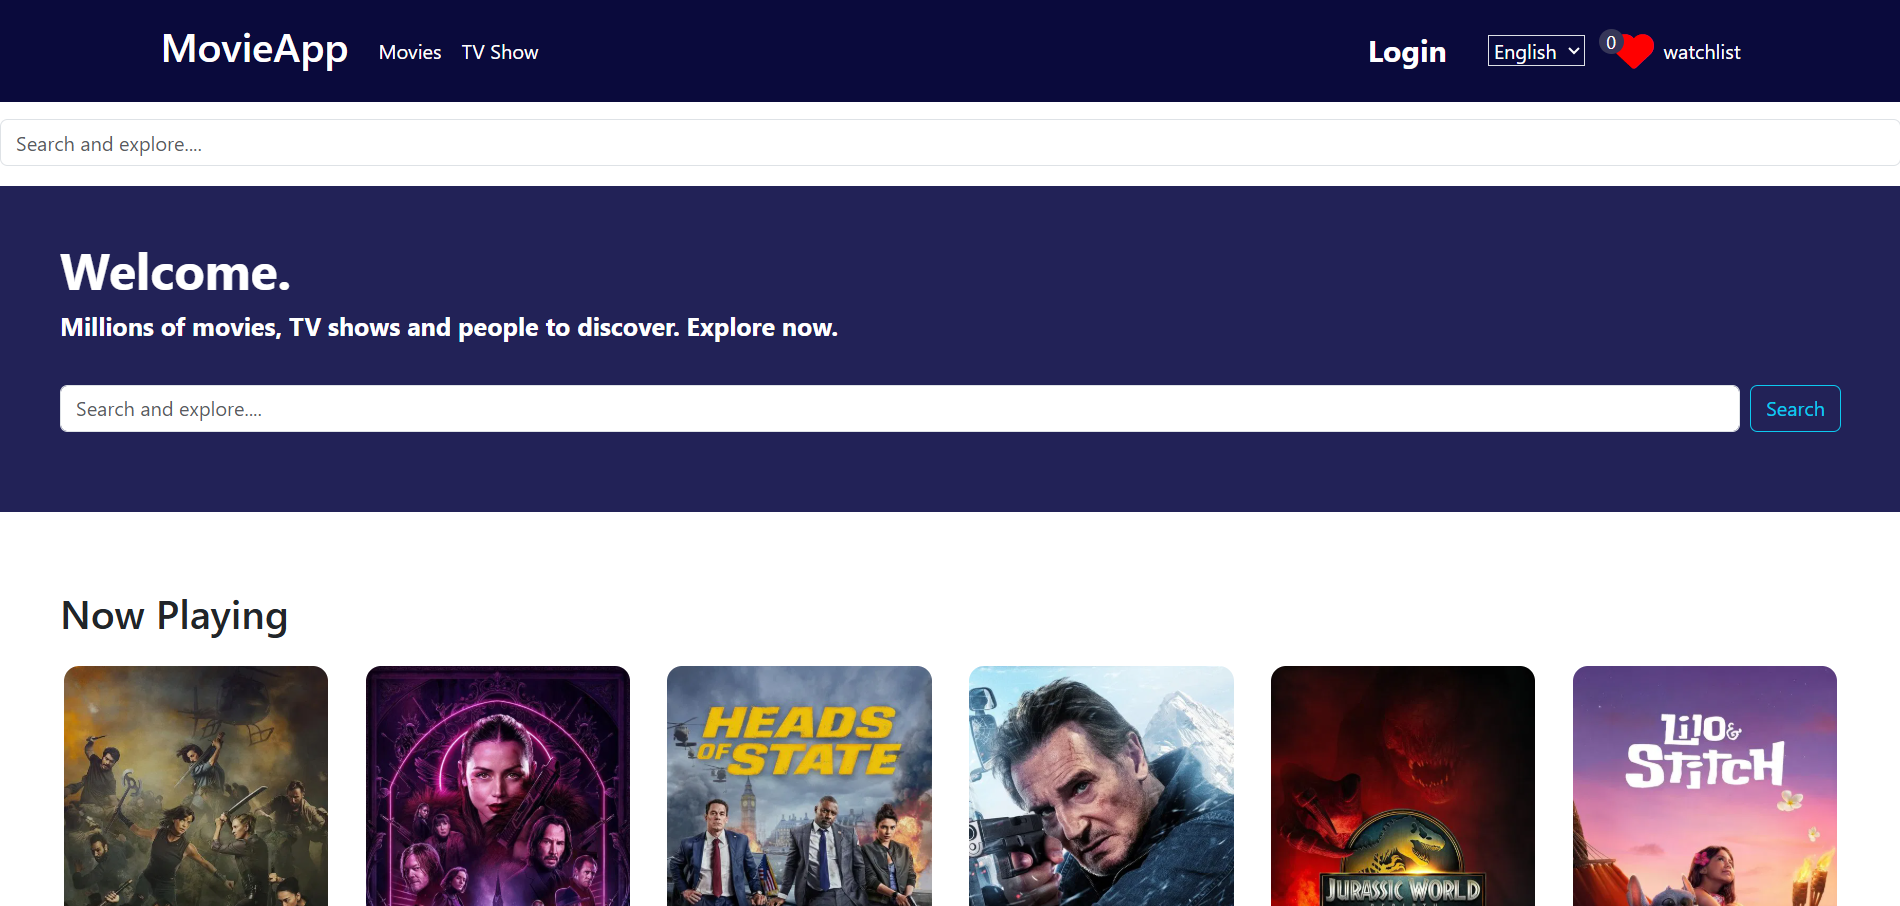 MovieApp Movies TV Show Login English 0 watchlist
Search and explore....
Welcome.
Millions of movies, TV shows and people to discover. Explore now.
Search and explore.... Search
Now Playing
HEADS
OF STATE
Lilo &
Stitch
JURASSIC WORLD
REBIRTH